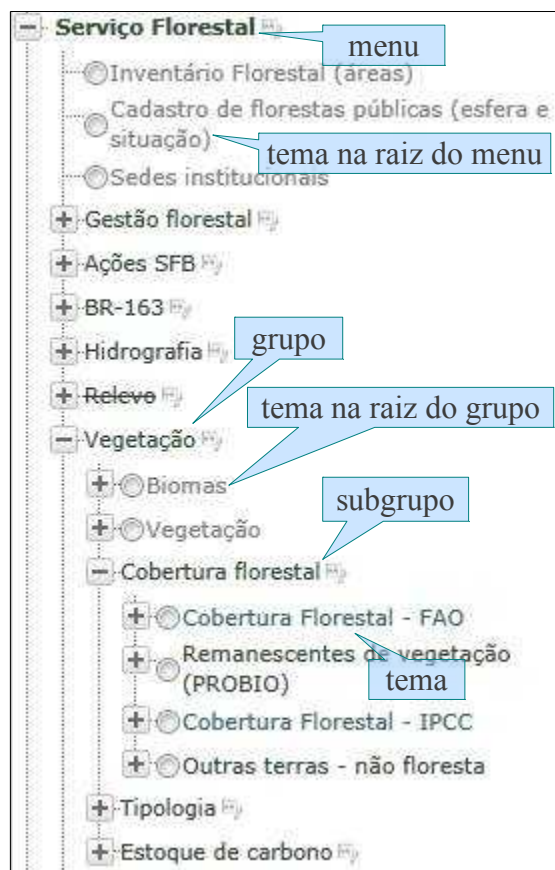 Serviço Florestal
menu
Inventário Florestal (áreas)
Cadastro de florestas públicas (esfera e
situação)
tema na raiz do menu
Sedes institucionais
Gestão florestal
Ações SFB
BR-163
grupo
Hidrografia
Relevo
tema na raiz do grupo
Vegetação
Biomas
subgrupo
Vegetação
Cobertura florestal
Cobertura Florestal - FAO
Remanescentes de vegetação
(PROBIO)
tema
Cobertura Florestal - IPCC
Outras terras - não floresta
Tipologia
Estoque de carbono